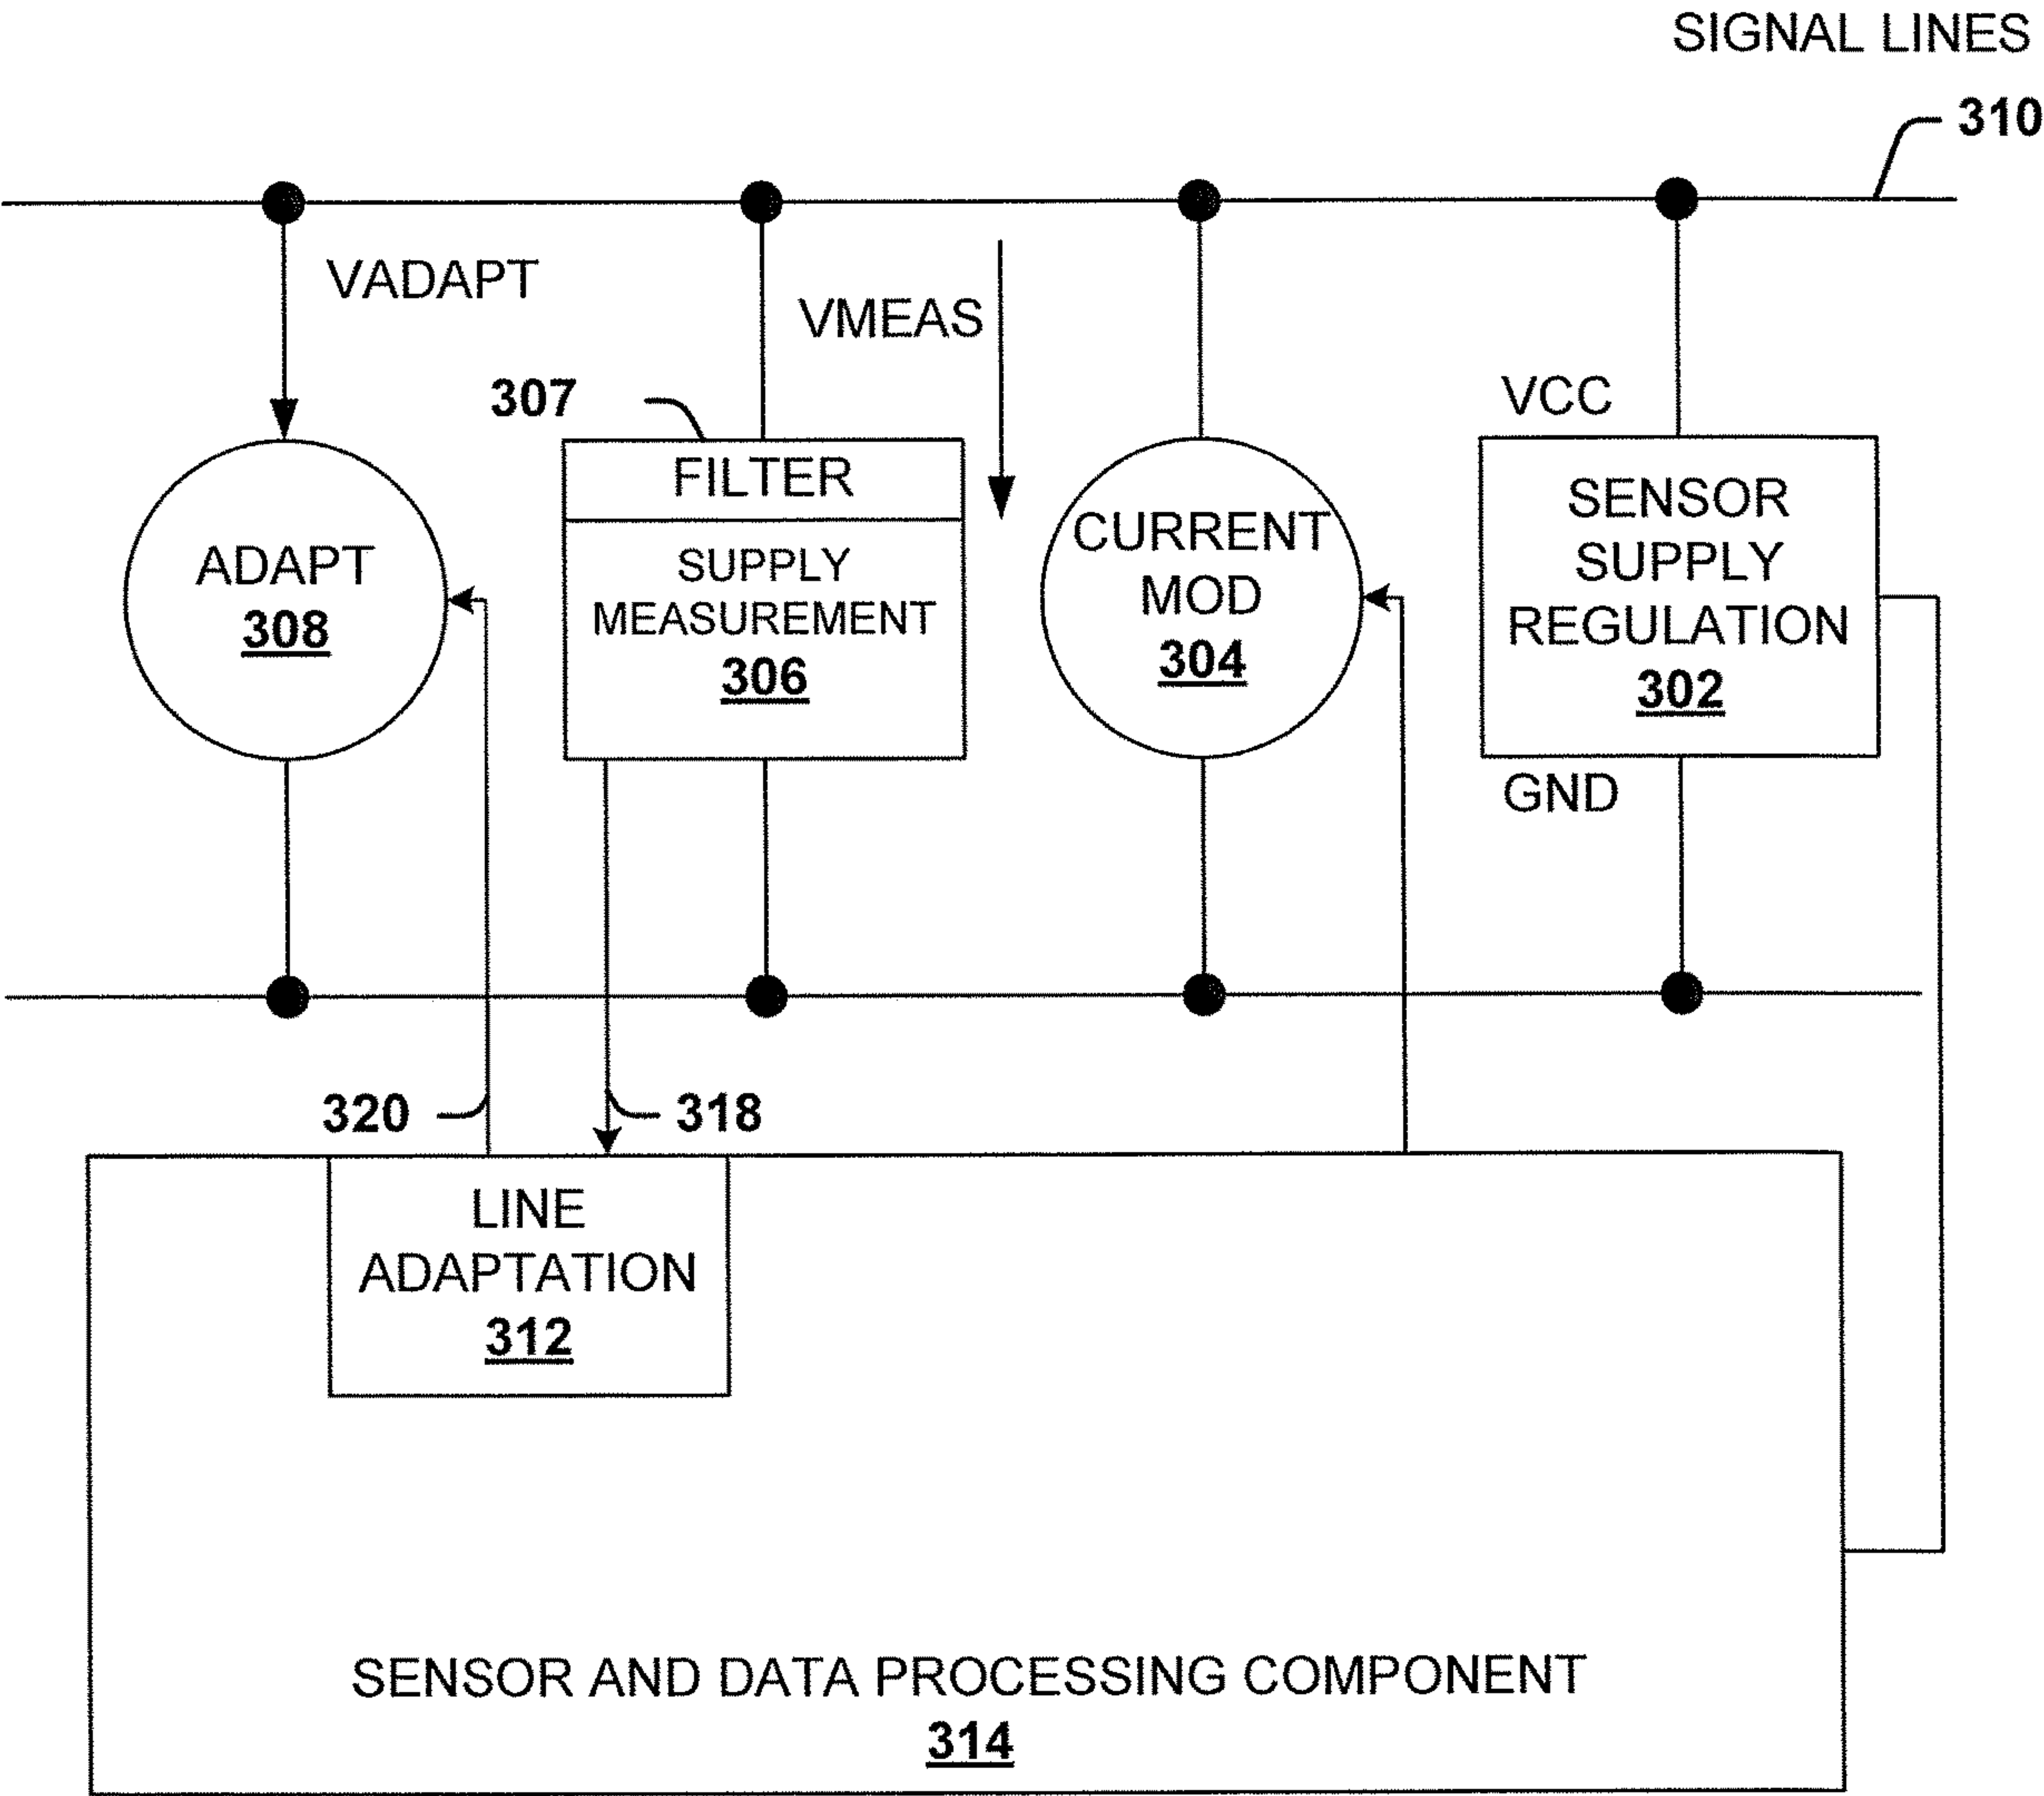 SIGNAL LINES
310
VADAPT
VMEAS
307
VCC
FILTER
ADAPT
308
SUPPLY
MEASUREMENT
306
CURRENT
MOD
304
SENSOR
SUPPLY
REGULATION
302
GND
320
318
LINE
ADAPTATION
312
SENSOR AND DATA PROCESSING COMPONENT
314